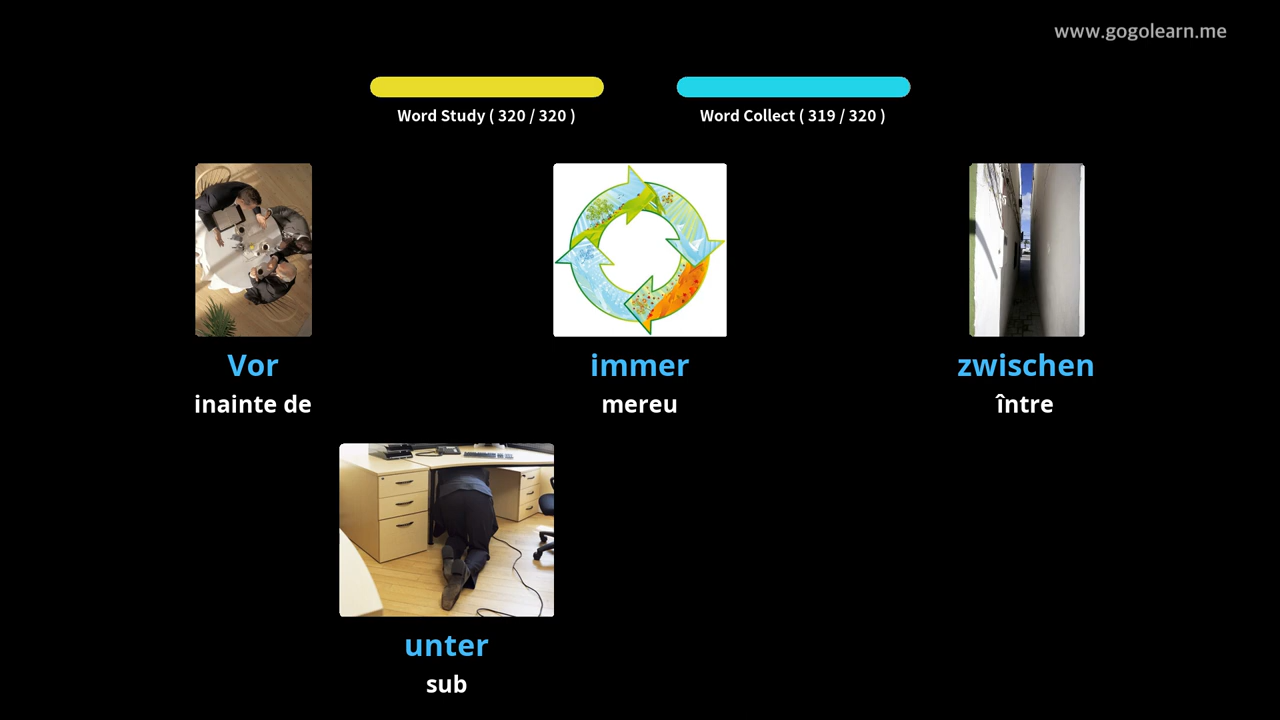 www.gogolearn.me
Word Study ( 320 / 320 )
Word Collect ( 319 / 320 )
Vor
inainte de
immer
mereu
zwischen
între
unter
sub